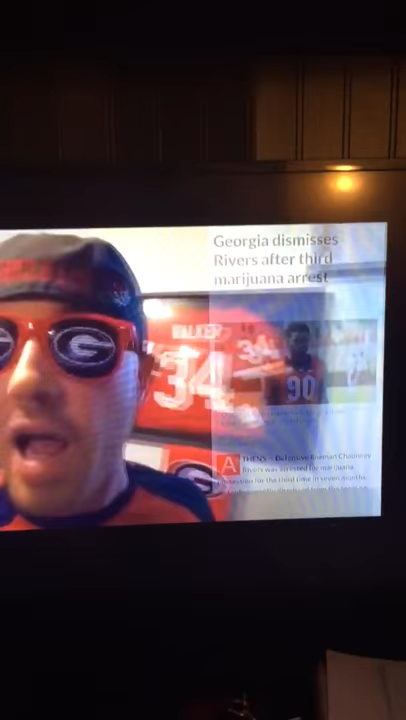 Georgia dismisses
Rivers after third
marijuana arrest
WALKER
34
34
90
G
G
ATHENS — Defensive lineman Chauncey
Rivers was arrested for marijuana
possession for the third time in seven months